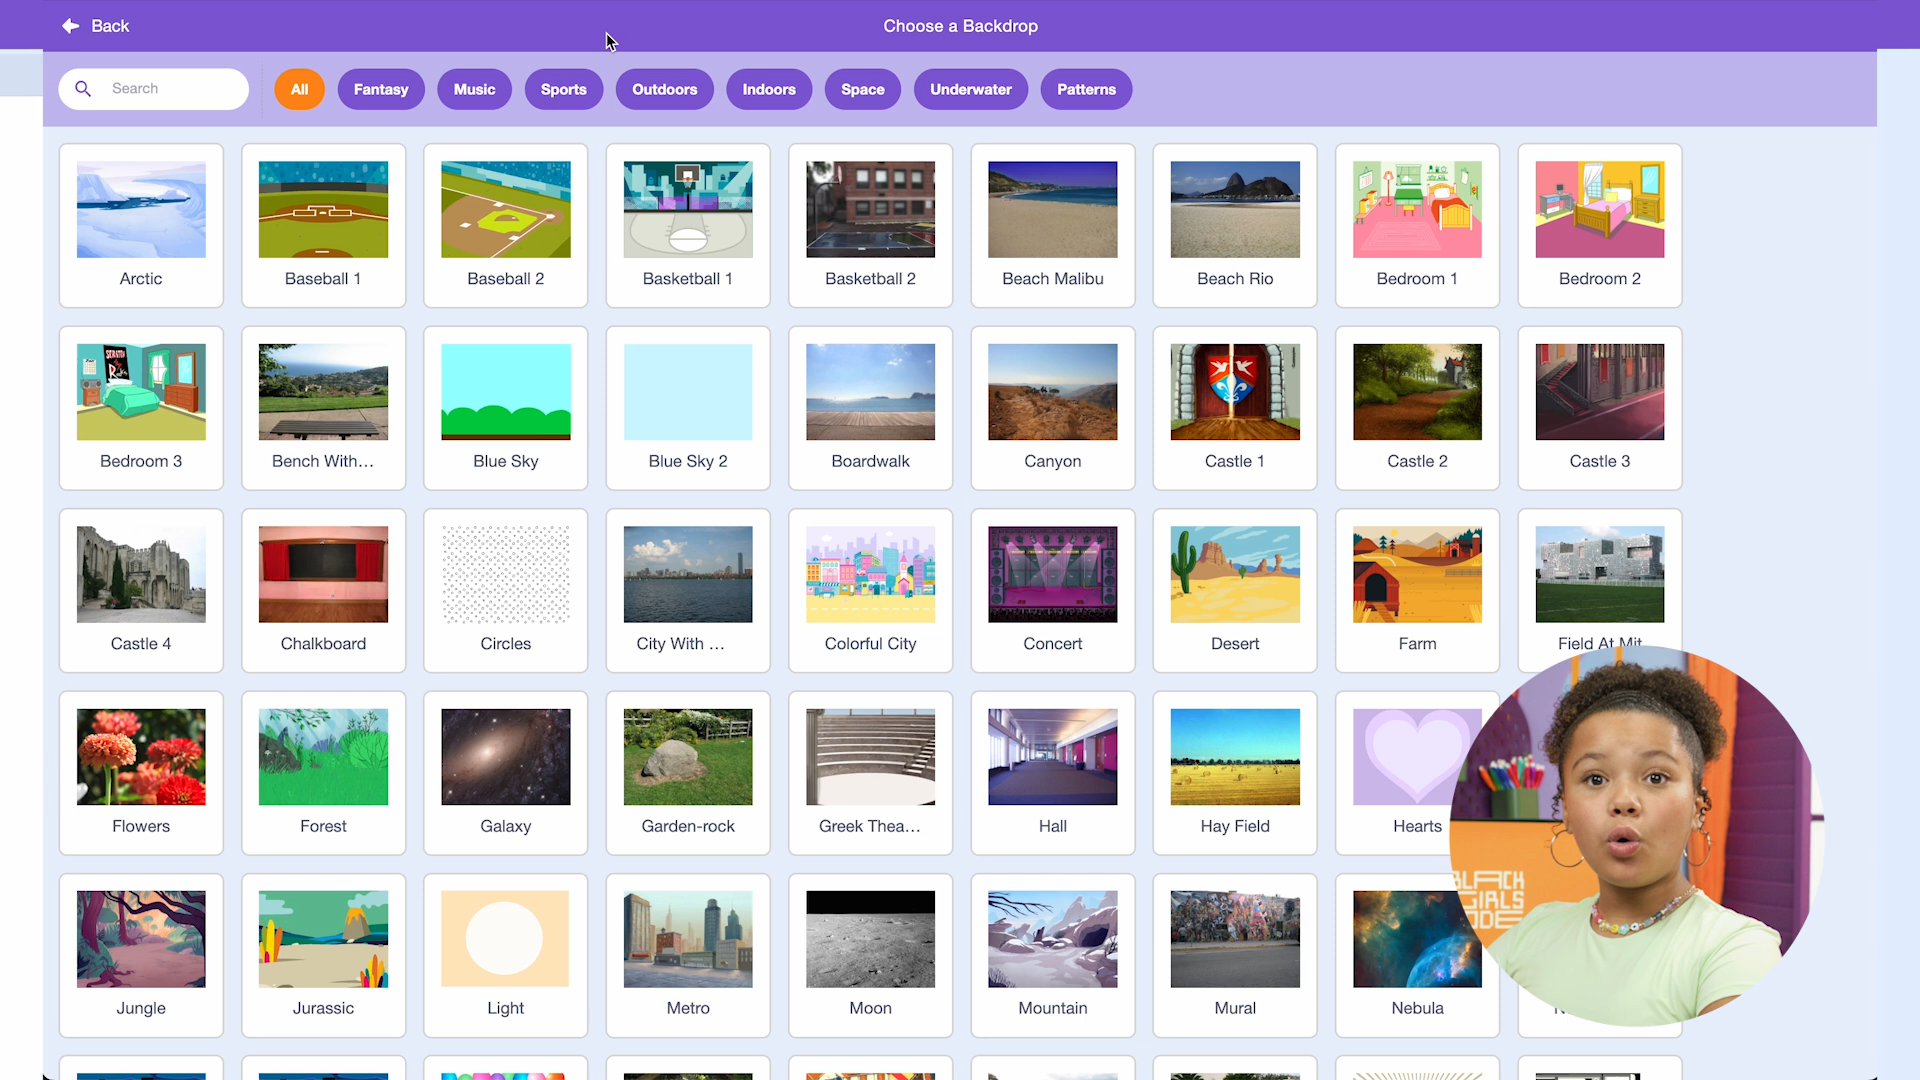 Back
Choose a Backdrop
Search
All
Fantasy
Music
Sports
Outdoors
Indoors
Space
Underwater
Patterns
Arctic
Baseball 1
Baseball 2
Basketball 1
Basketball 2
Beach Malibu
Beach Rio
Bedroom 1
Bedroom 2
Bedroom 3
Bench With...
Blue Sky
Blue Sky 2
Boardwalk
Canyon
Castle 1
Castle 2
Castle 3
Castle 4
Chalkboard
Circles
City With ...
Colorful City
Concert
Desert
Farm
Field At Mit
Flowers
Forest
Galaxy
Garden-rock
Greek Thea...
Hall
Hay Field
Hearts
Jungle
Jurassic
Light
Metro
Moon
Mountain
Mural
Nebula
BLACK
GIRLS
CODE